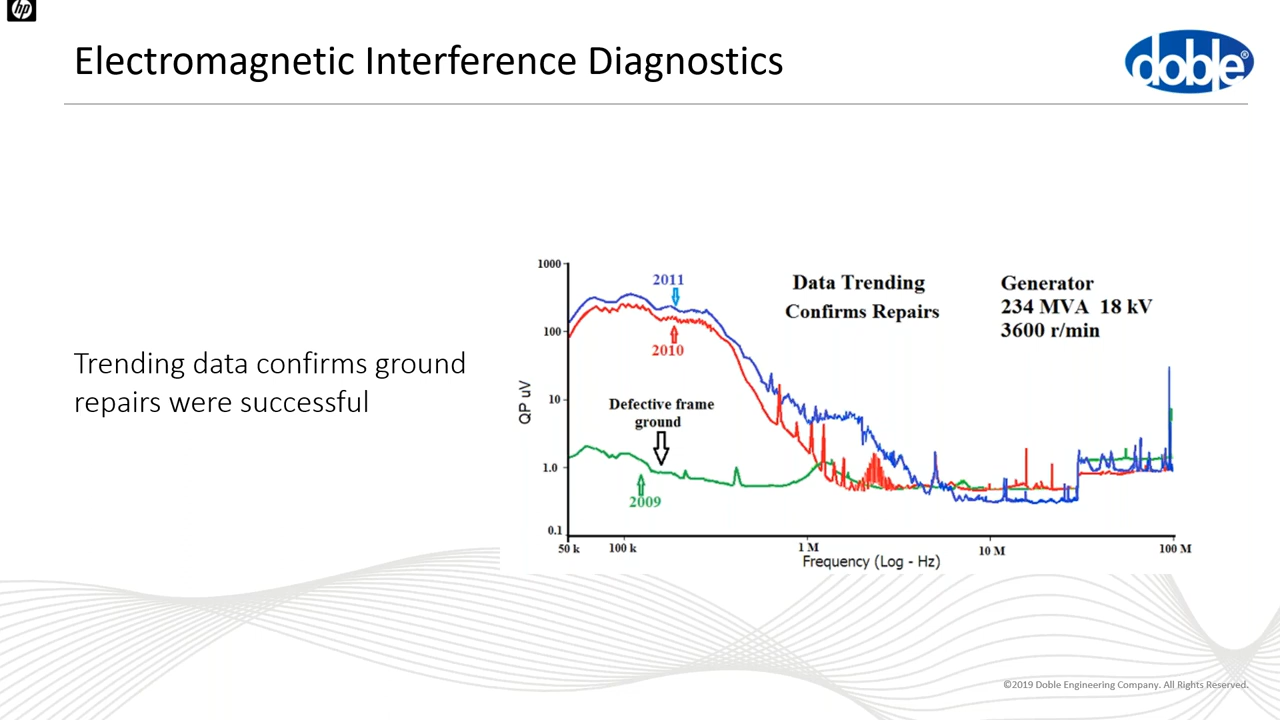 hp
Electromagnetic Interference Diagnostics
doble®
Trending data confirms ground
repairs were successful
Data Trending
Confirms Repairs
Generator
234 MVA 18 kV
3600 r/min
2011
2010
Defective frame
ground
2009
QP uV
1000
100
10
1.0
0.1
50 k
100 k
1 M
10 M
100 M
Frequency (Log - Hz)
©2019 Doble Engineering Company. All Rights Reserved.